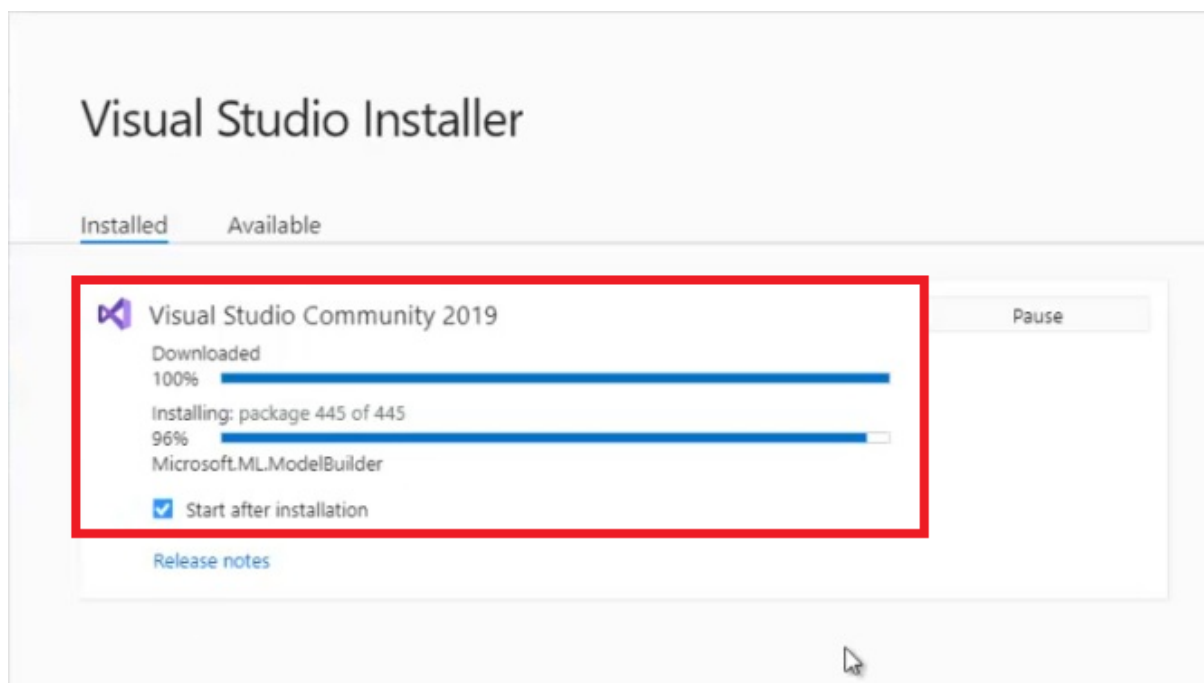 Visual Studio Installer
Installed Available
Visual Studio Community 2019
Pause
Downloaded
100%
Installing: package 445 of 445
96%
Microsoft.ML.ModelBuilder
Start after installation
Release notes